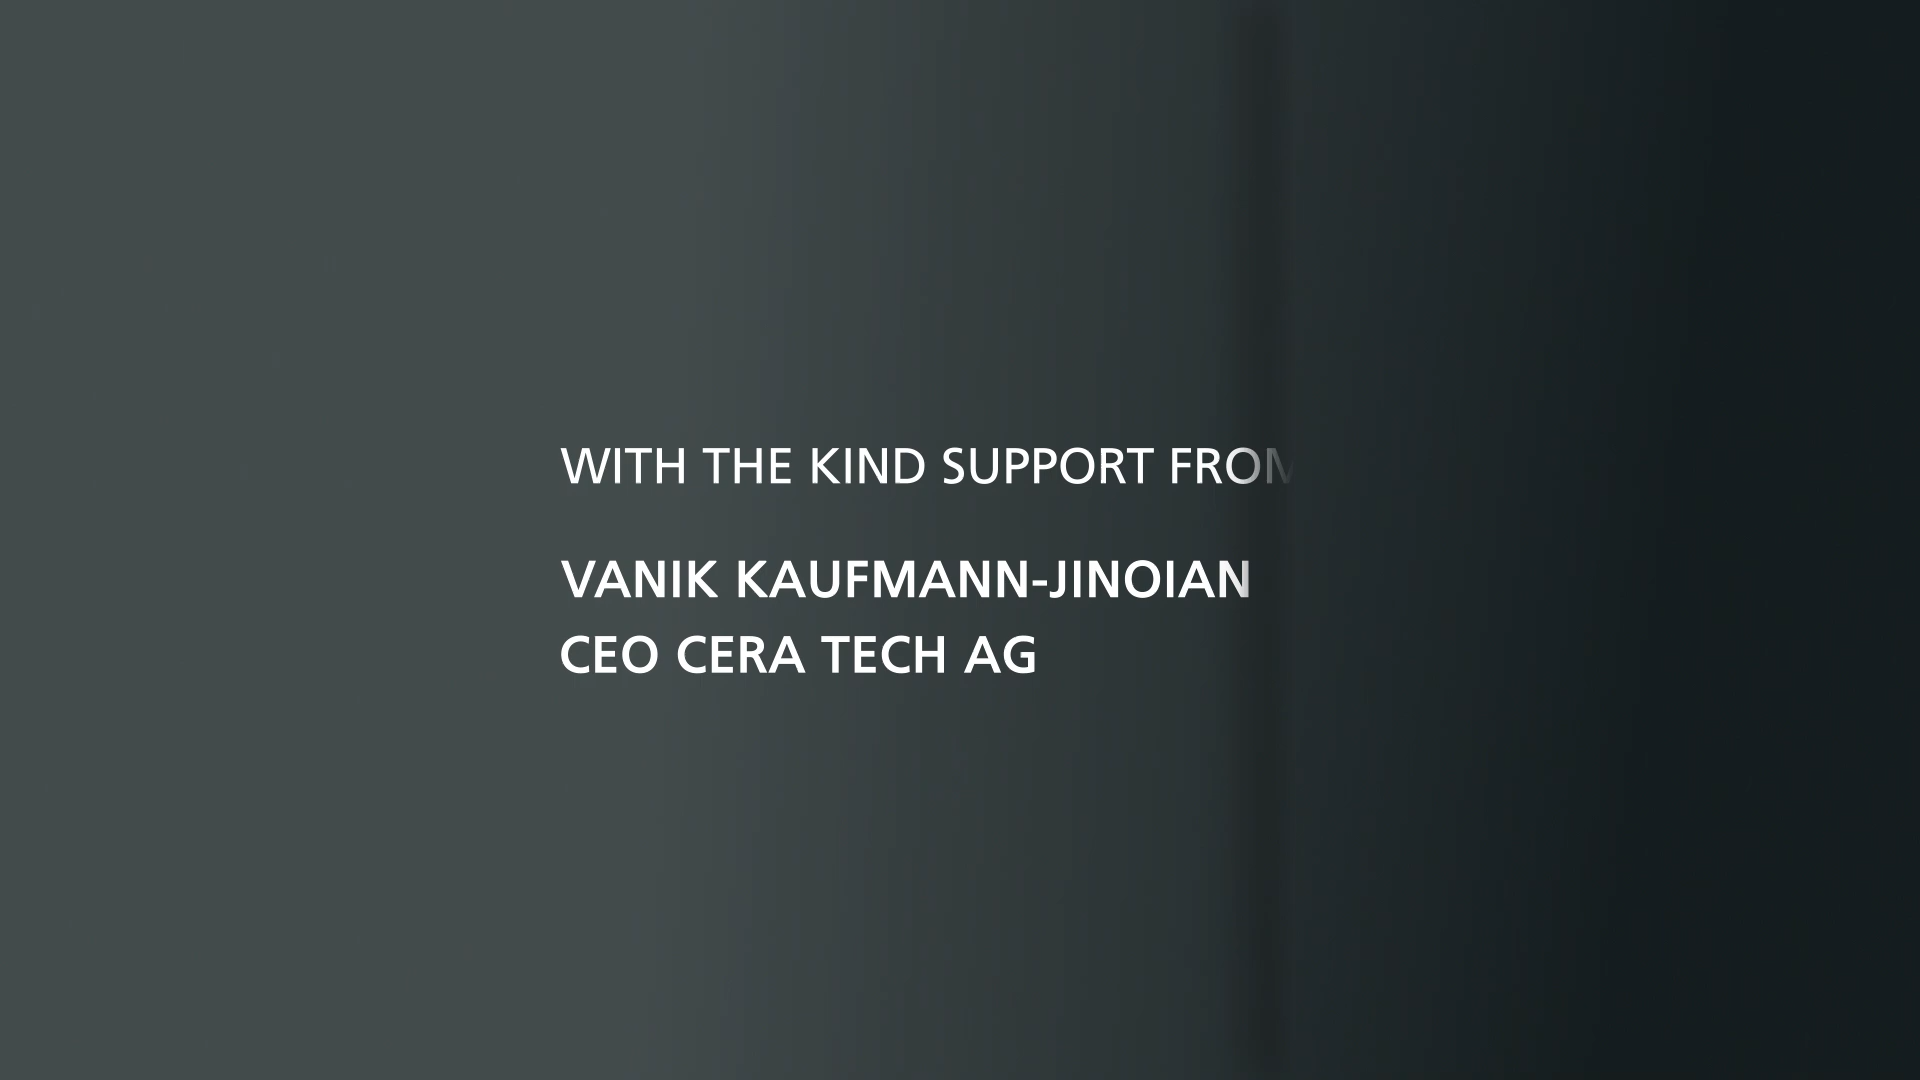 WITH THE KIND SUPPORT FROM
VANIK KAUFMANN-JINOIAN
CEO CERA TECH AG